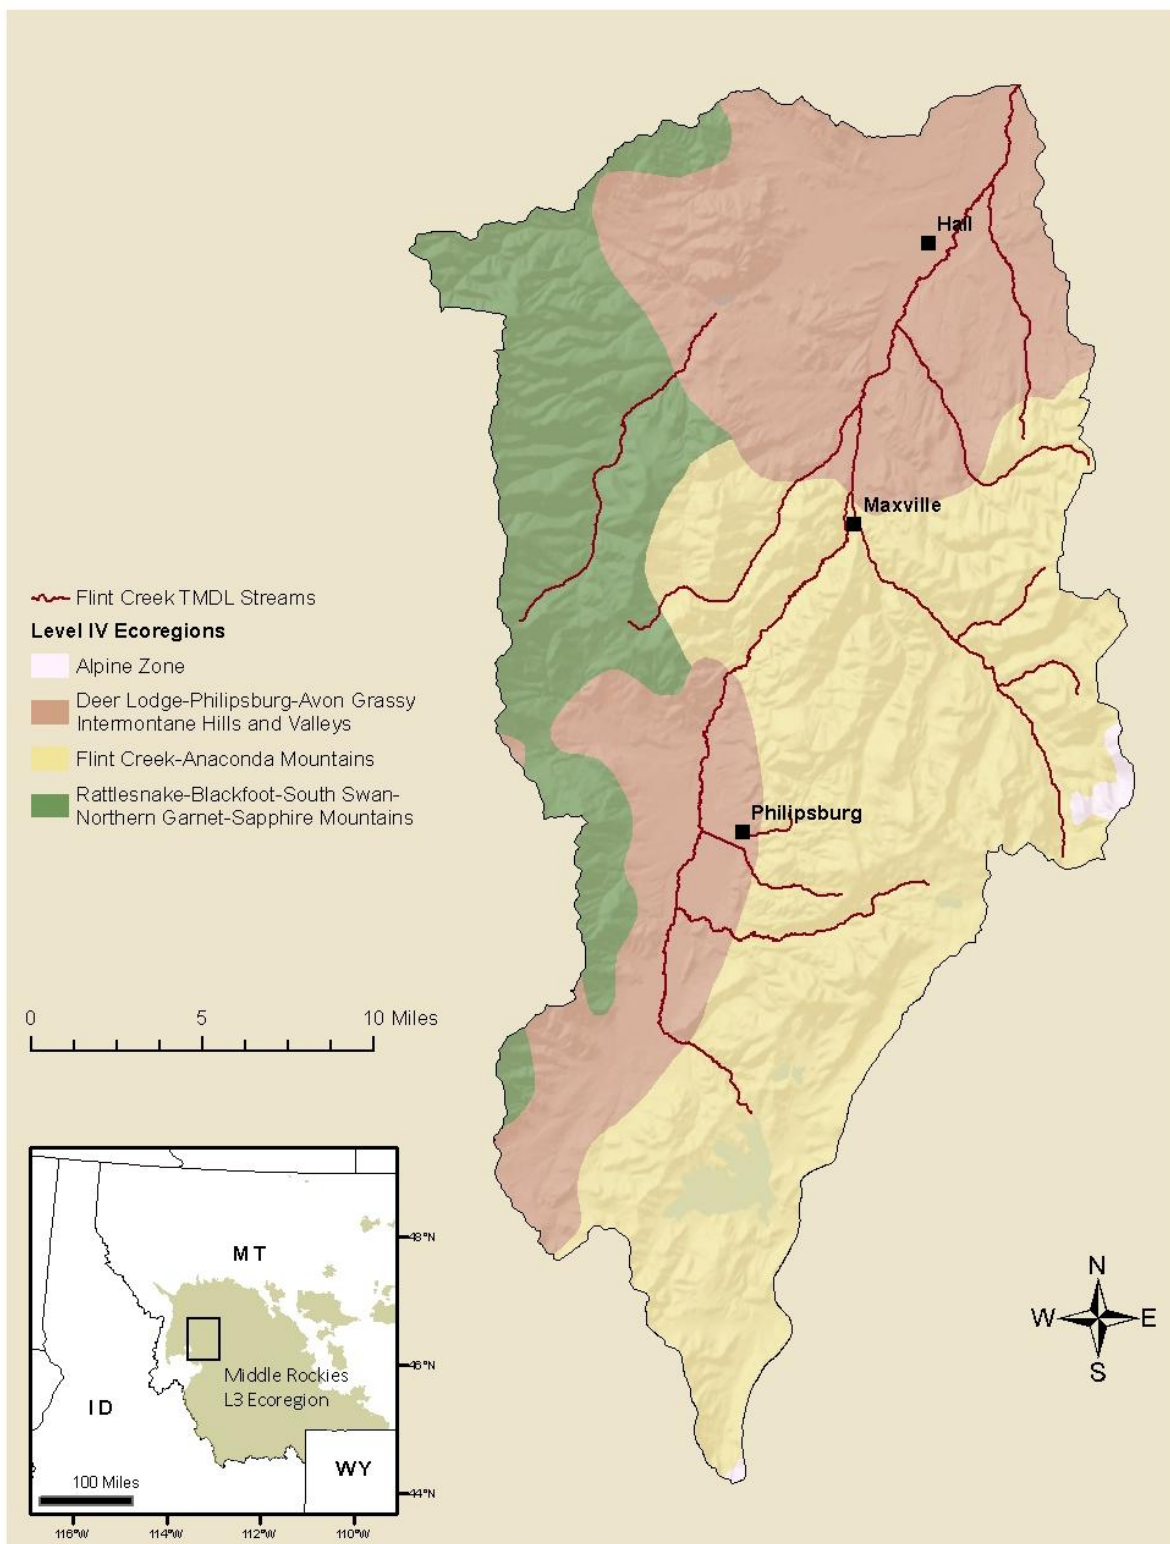 Hall
Maxville
Flint Creek TMDL Streams
Level IV Ecoregions
Alpine Zone
Deer Lodge-Philipsburg-Avon Grassy
Intermontane Hills and Valleys
Flint Creek-Anaconda Mountains
Rattlesnake-Blackfoot-South Swan-
Northern Garnet-Sapphire Mountains
Philipsburg
0 5 10 Miles
48°N
MT
46°N
Middle Rockies
L3 Ecoregion
ID
WY
100 Miles
44°N
116°W 114°W 112°W 110°W
N
W E
S